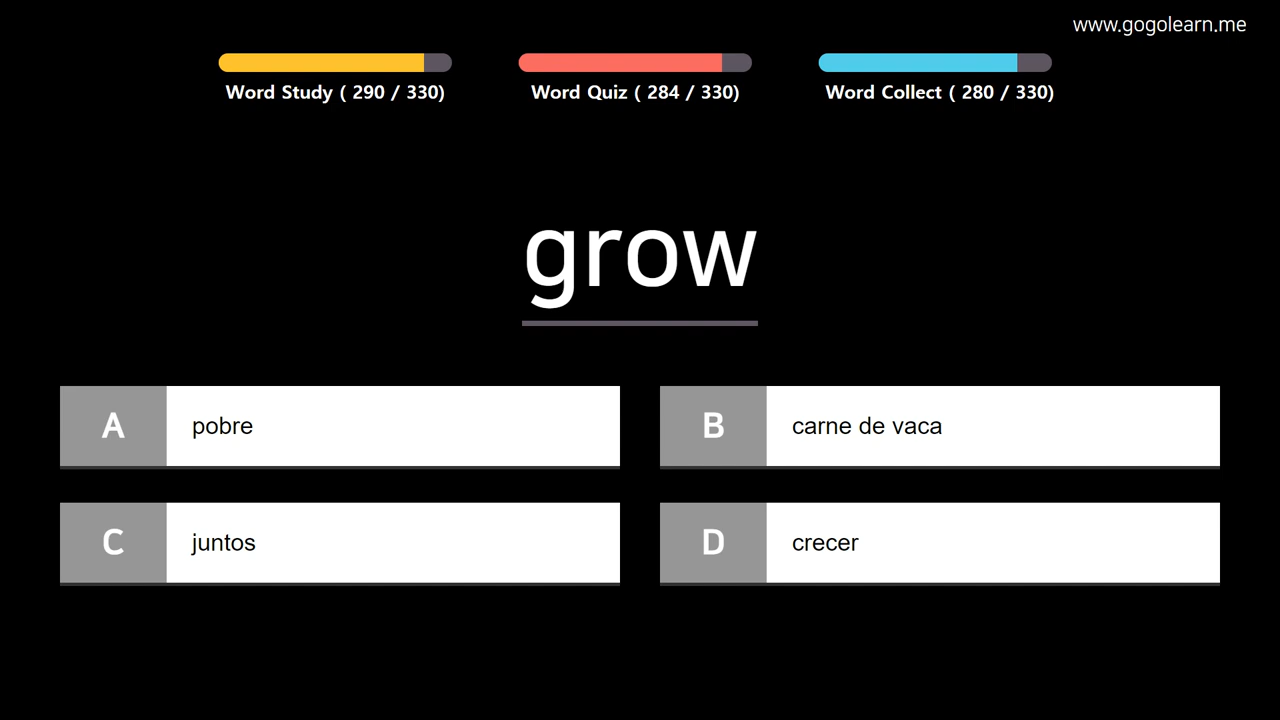 www.gogolearn.me
Word Study ( 290 / 330)
Word Quiz ( 284 / 330)
Word Collect ( 280 / 330)
grow
A pobre
B carne de vaca
C juntos
D crecer